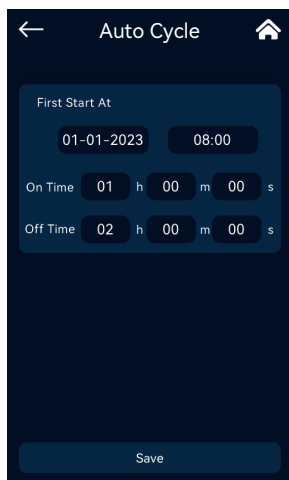 Auto Cycle
First Start At
01-01-2023 08:00
On Time 01 h 00 m 00 s
Off Time 02 h 00 m 00 s
Save